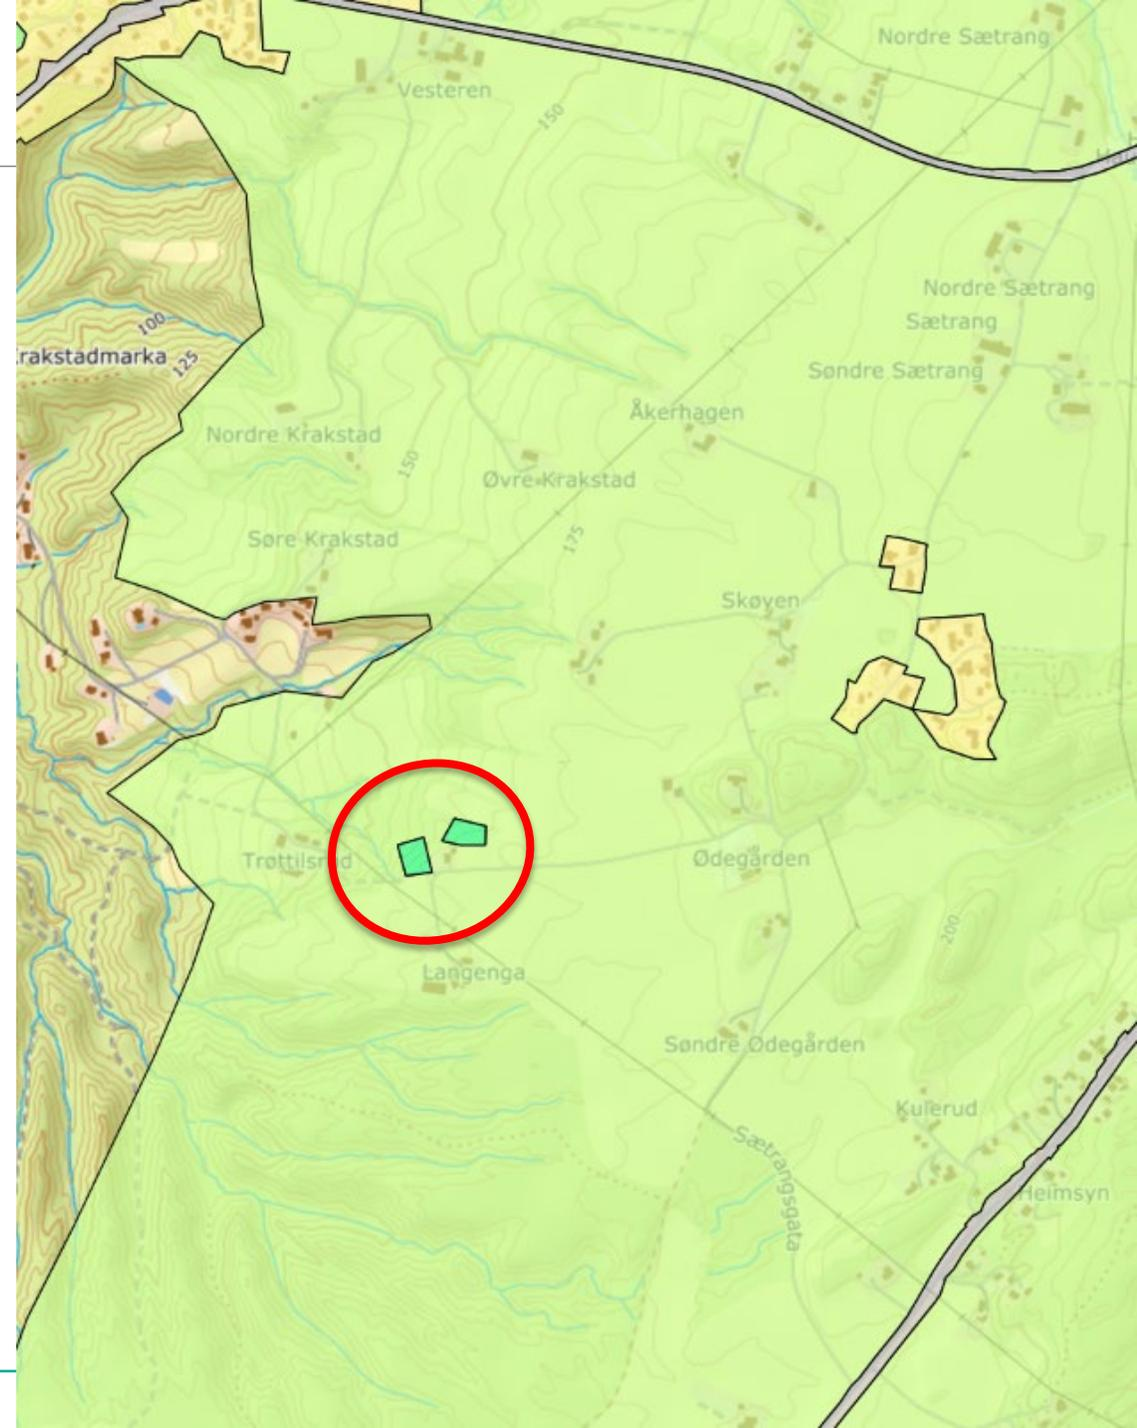 Nordre Sætrang
Vesteren
150
Nordre Sætrang
Sætrang
100
rakstadmarka
125
Søndre Sætrang
Åkerhagen
Nordre Krakstad
150
Øvre Krakstad
175
Søre Krakstad
Skøyen
Trøttilsrud
Ødegården
200
Langenga
Søndre Ødegården
Kulerud
Sætrangsgata
Heimsyn